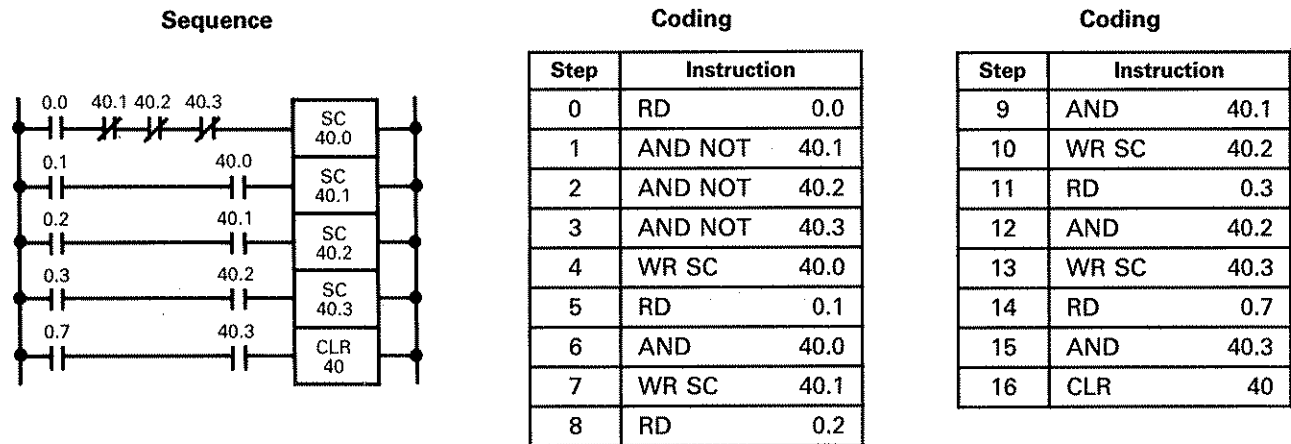 Sequence
0.0 40.1 40.2 40.3
SC
40.0
0.1 40.0
SC
40.1
0.2 40.1
SC
40.2
0.3 40.2
SC
40.3
0.7 40.3
CLR
40
Coding
Step Instruction
0 RD 0.0
1 AND NOT 40.1
2 AND NOT 40.2
3 AND NOT 40.3
4 WR SC 40.0
5 RD 0.1
6 AND 40.0
7 WR SC 40.1
8 RD 0.2
Coding
Step Instruction
9 AND 40.1
10 WR SC 40.2
11 RD 0.3
12 AND 40.2
13 WR SC 40.3
14 RD 0.7
15 AND 40.3
16 CLR 40